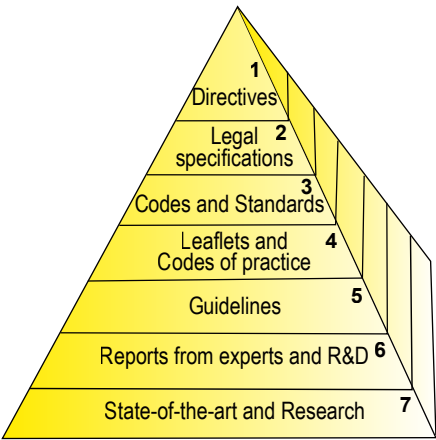 1
Directives
Legal 2
specifications
3
Codes and Standards
Leaflets and 4
Codes of practice
5
Guidelines
Reports from experts and R&D 6
7
State-of-the-art and Research